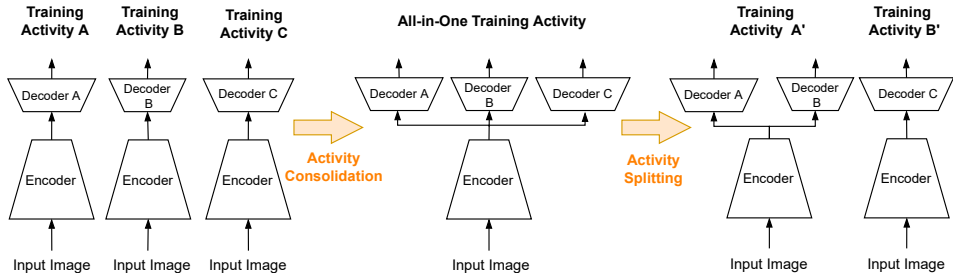 Training
Activity A
Training
Activity B
Training
Activity C
All-in-One Training Activity
Training
Activity A'
Training
Activity B'
Decoder A
Decoder
B
Decoder C
Decoder A
Decoder
B
Decoder C
Decoder A
Decoder
B
Decoder C
Activity
Consolidation
Activity
Splitting
Encoder
Encoder
Encoder
Encoder
Encoder
Encoder
Input Image
Input Image
Input Image
Input Image
Input Image
Input Image